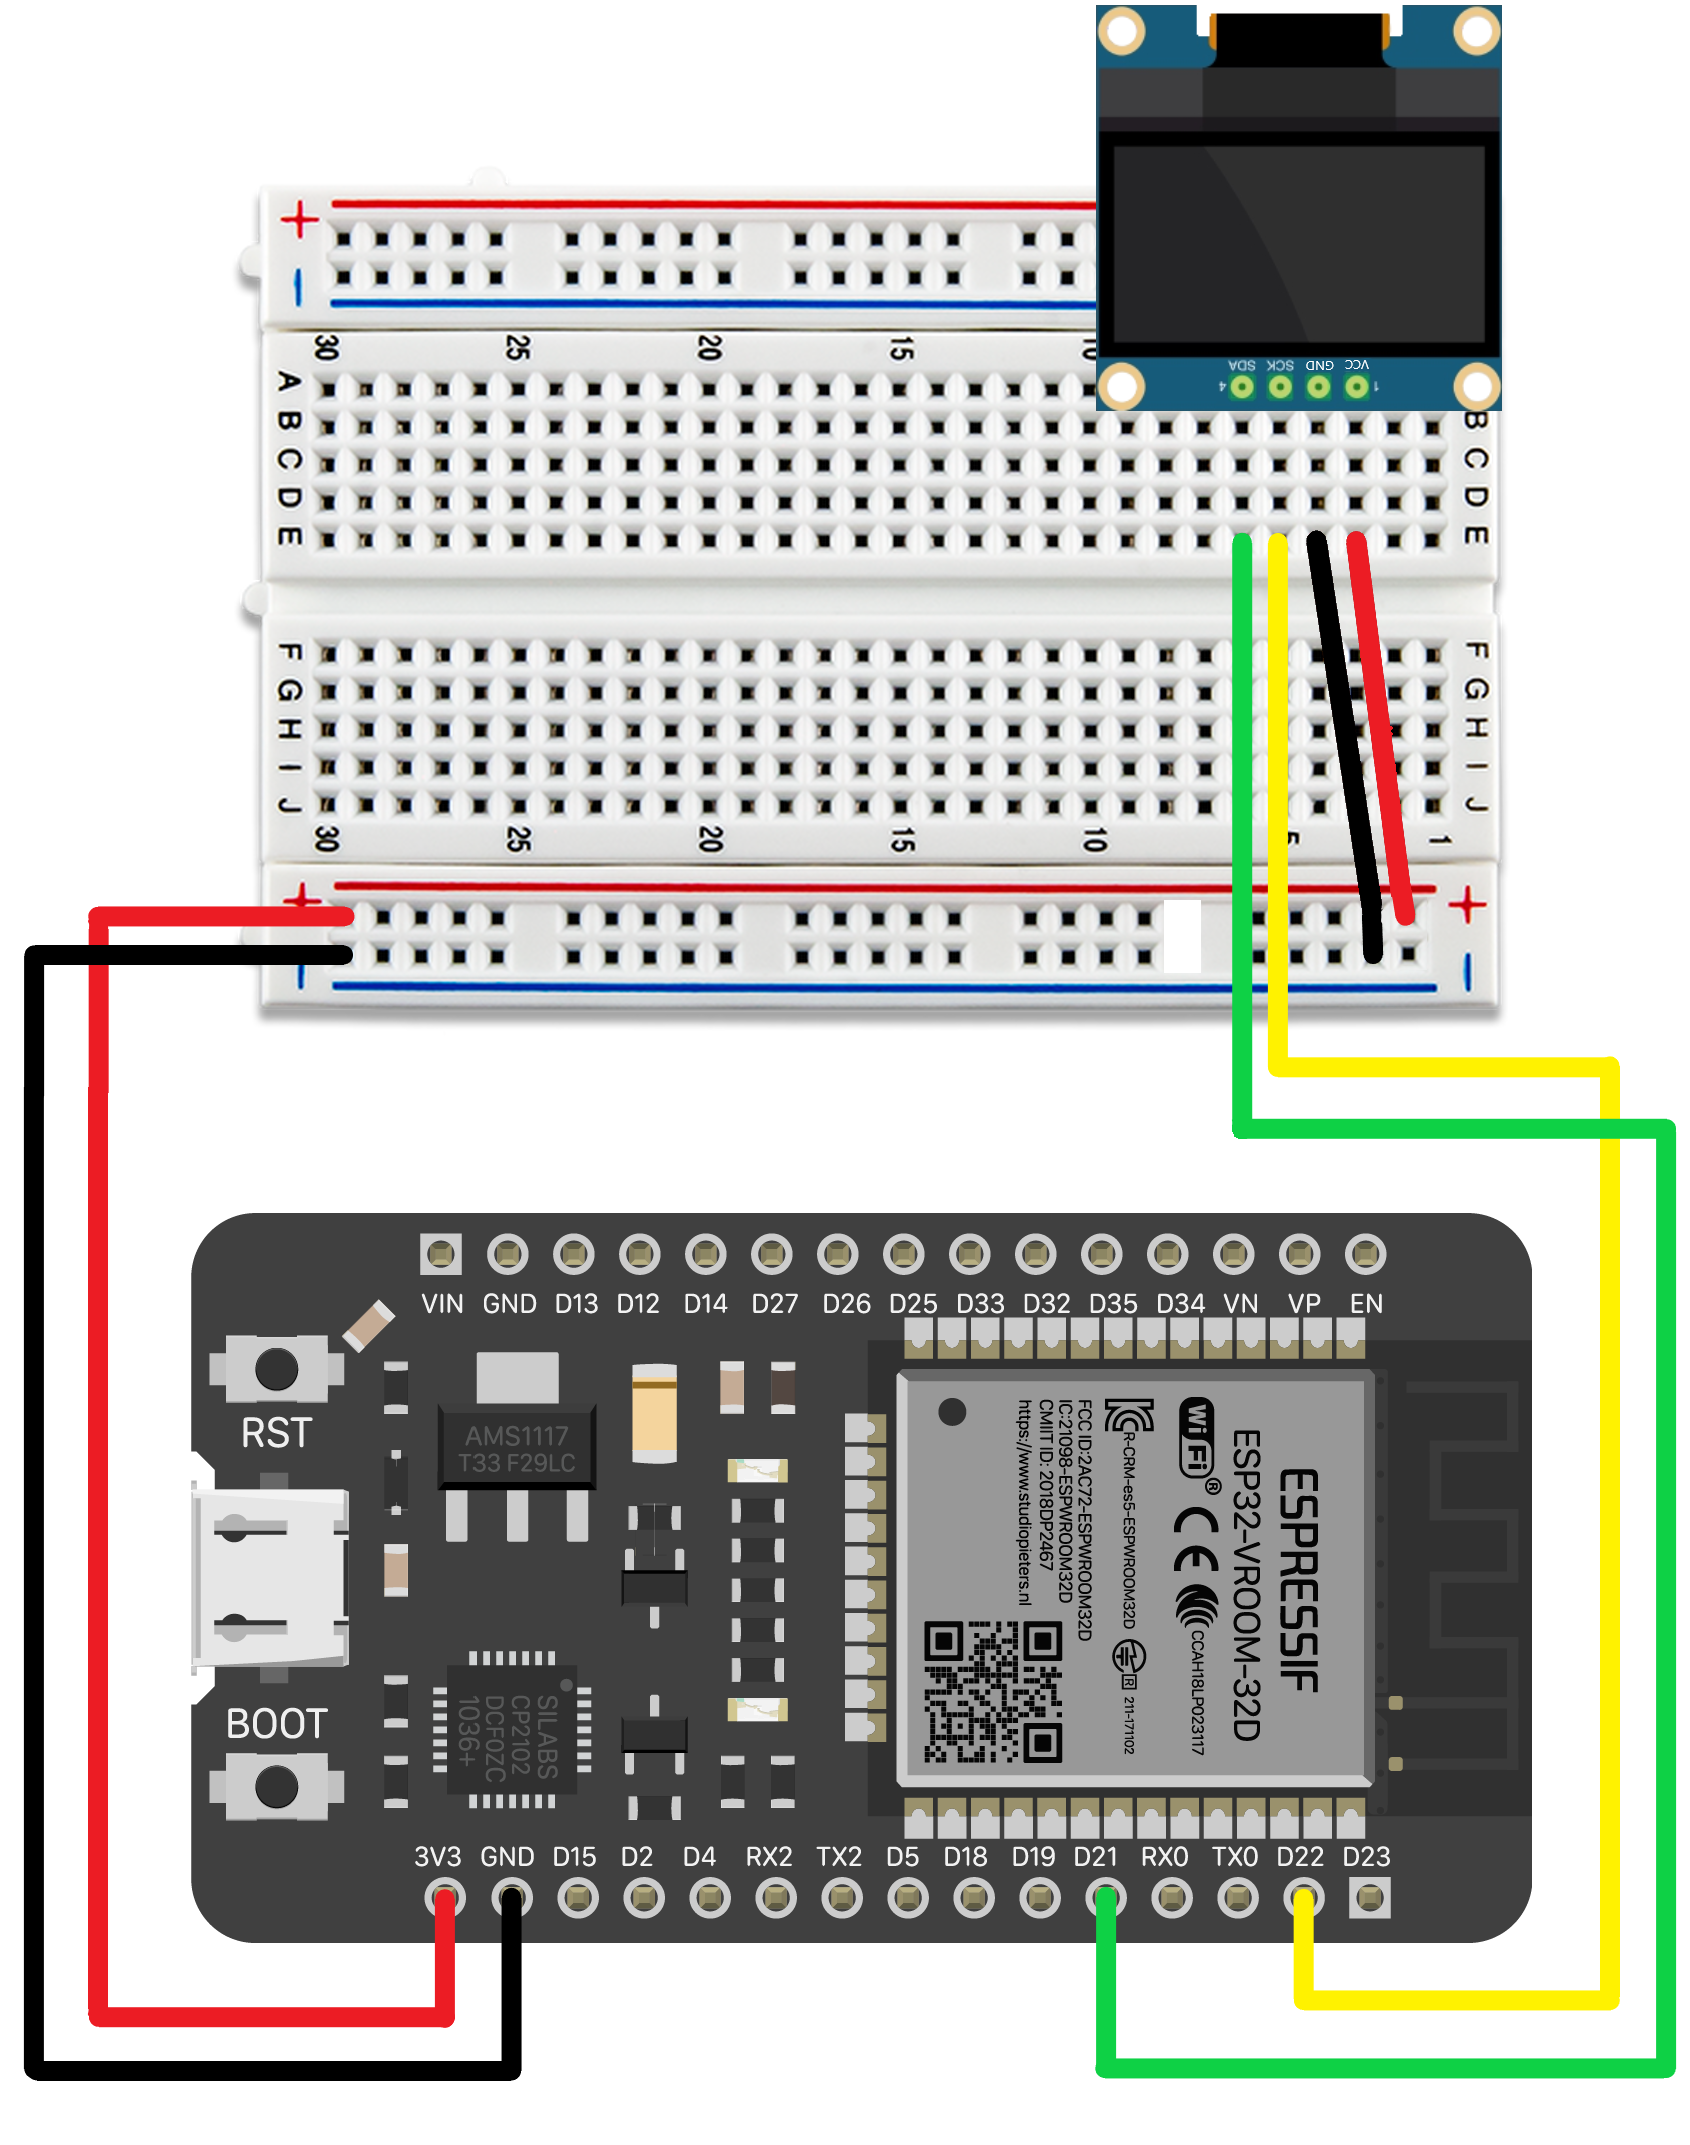 SDA SCK GND VCC
4 1
+ +
- -
30 25 20 15 10
A
B B
C C
D D
E E
F F
G G
H H
I I
J J
30 25 20 15 10 5 1
+ +
- -
VIN GND D13 D12 D14 D27 D26 D25 D33 D32 D35 D34 VN VP EN
RST
AMS1117
T33 F29LC
BOOT
SILABS
CP2102
DCF0ZC
1036+
ESPRESSIF
ESP32-VROOM-32D
WiFi®
CE
CCAH18LP023117
R-CRM-es5-ESPWROOM32D
R 211-171102
FCC ID:2AC72-ESPWROOM32D
IC:21098-ESPWROOM32D
CMIIT ID: 2018DP2467
https://www.studiopieters.nl
3V3 GND D15 D2 D4 RX2 TX2 D5 D18 D19 D21 RX0 TX0 D22 D23